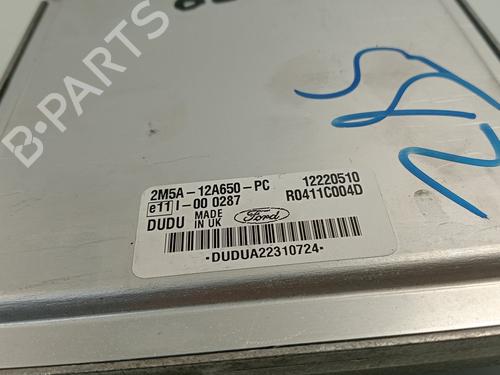 B-PARTS
2M5A-12A650-PC 12220510
e11 I-00 0287 R0411C004D
DUDU MADE IN UK Ford
-DUDUA22310724-